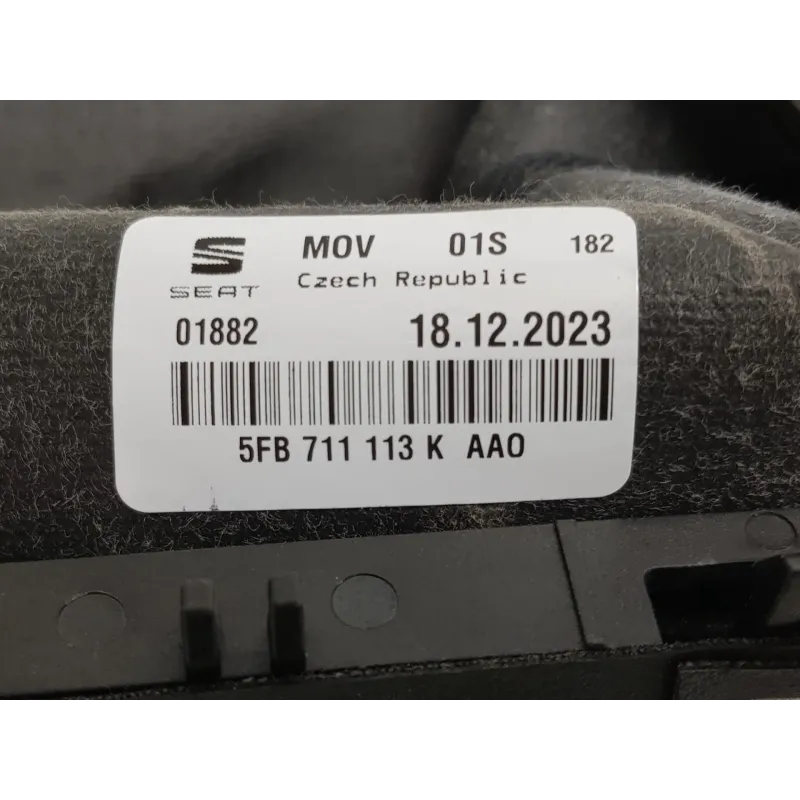 MOV 01S 182
SEAT Czech Republic
01882 18.12.2023
5FB 711 113 K AAO